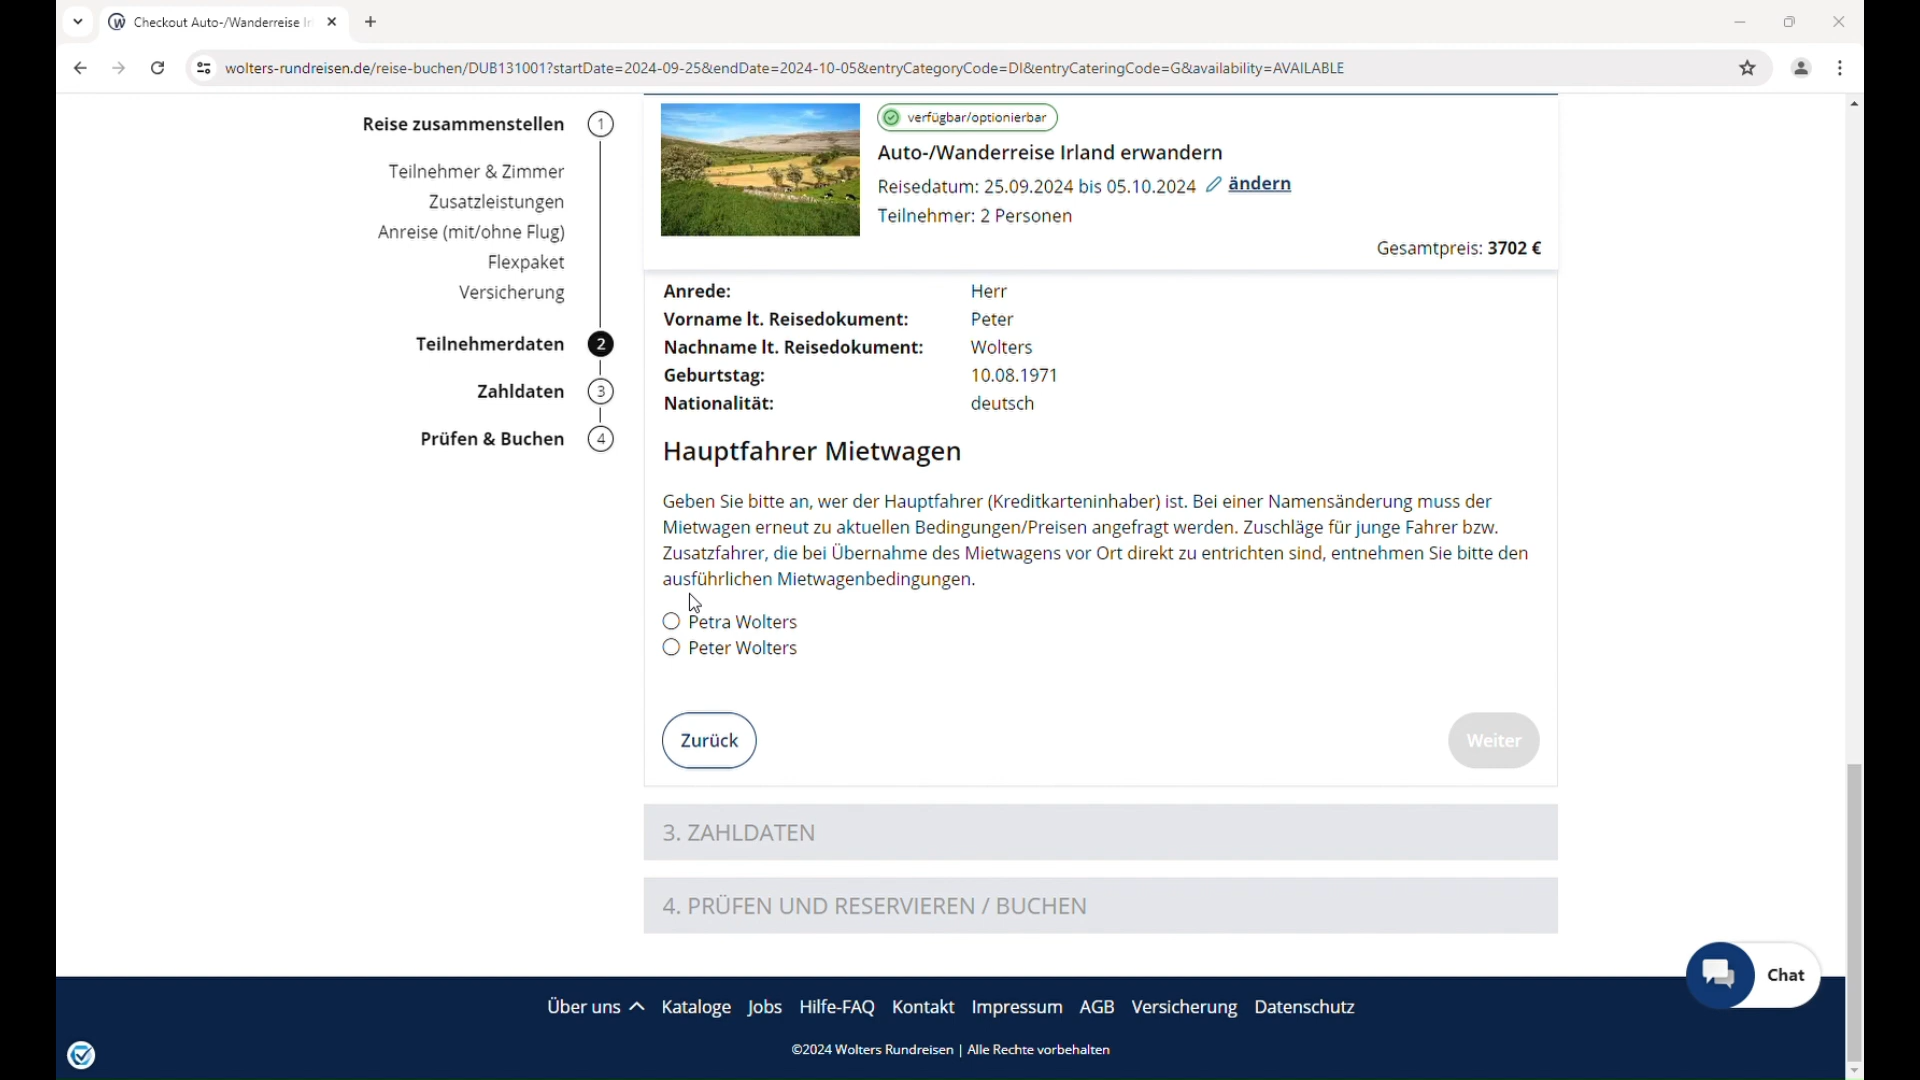 Checkout Auto-/Wanderreise Ir
wolters-rundreisen.de/reise-buchen/DUB131001?startDate=2024-09-25&endDate=2024-10-05&entryCategoryCode=DI&entryCateringCode=G&availability=AVAILABLE
Reise zusammenstellen 1
Teilnehmer & Zimmer
Zusatzleistungen
Anreise (mit/ohne Flug)
Flexpaket
Versicherung
Teilnehmerdaten 2
Zahldaten 3
Prüfen & Buchen 4
verfügbar/optionierbar
Auto-/Wanderreise Irland erwandern
Reisedatum: 25.09.2024 bis 05.10.2024 ändern
Teilnehmer: 2 Personen
Gesamtpreis: 3702 €
Anrede: Herr
Vorname lt. Reisedokument: Peter
Nachname lt. Reisedokument: Wolters
Geburtstag: 10.08.1971
Nationalität: deutsch
Hauptfahrer Mietwagen
Geben Sie bitte an, wer der Hauptfahrer (Kreditkarteninhaber) ist. Bei einer Namensänderung muss der
Mietwagen erneut zu aktuellen Bedingungen/Preisen angefragt werden. Zuschläge für junge Fahrer bzw.
Zusatzfahrer, die bei Übernahme des Mietwagens vor Ort direkt zu entrichten sind, entnehmen Sie bitte den
ausführlichen Mietwagenbedingungen.
Petra Wolters
Peter Wolters
Zurück Weiter
3. ZAHLDATEN
4. PRÜFEN UND RESERVIEREN / BUCHEN
Chat
Über uns Kataloge Jobs Hilfe-FAQ Kontakt Impressum AGB Versicherung Datenschutz
©2024 Wolters Rundreisen | Alle Rechte vorbehalten